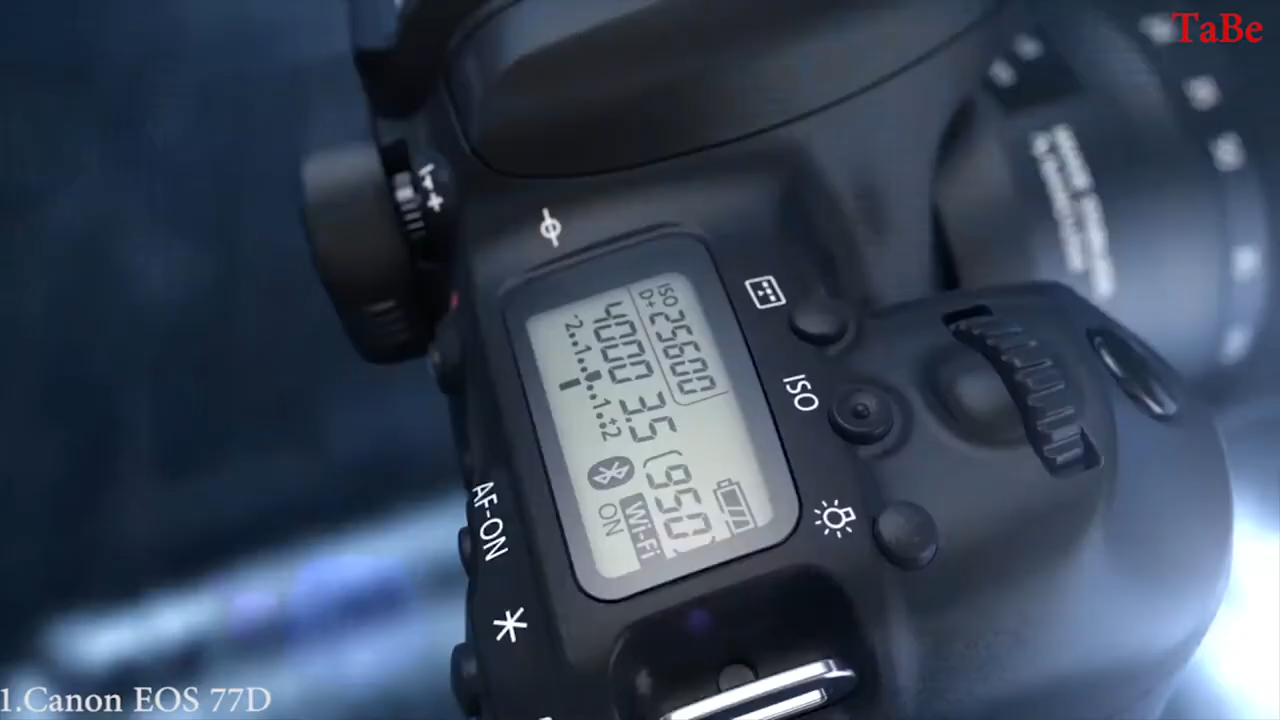 TaBe
ISO
D+
25600
4000 3.5 (950)
-2..1..●..1..+2
ON
Wi-Fi
ISO
AF-ON
1.Canon EOS 77D